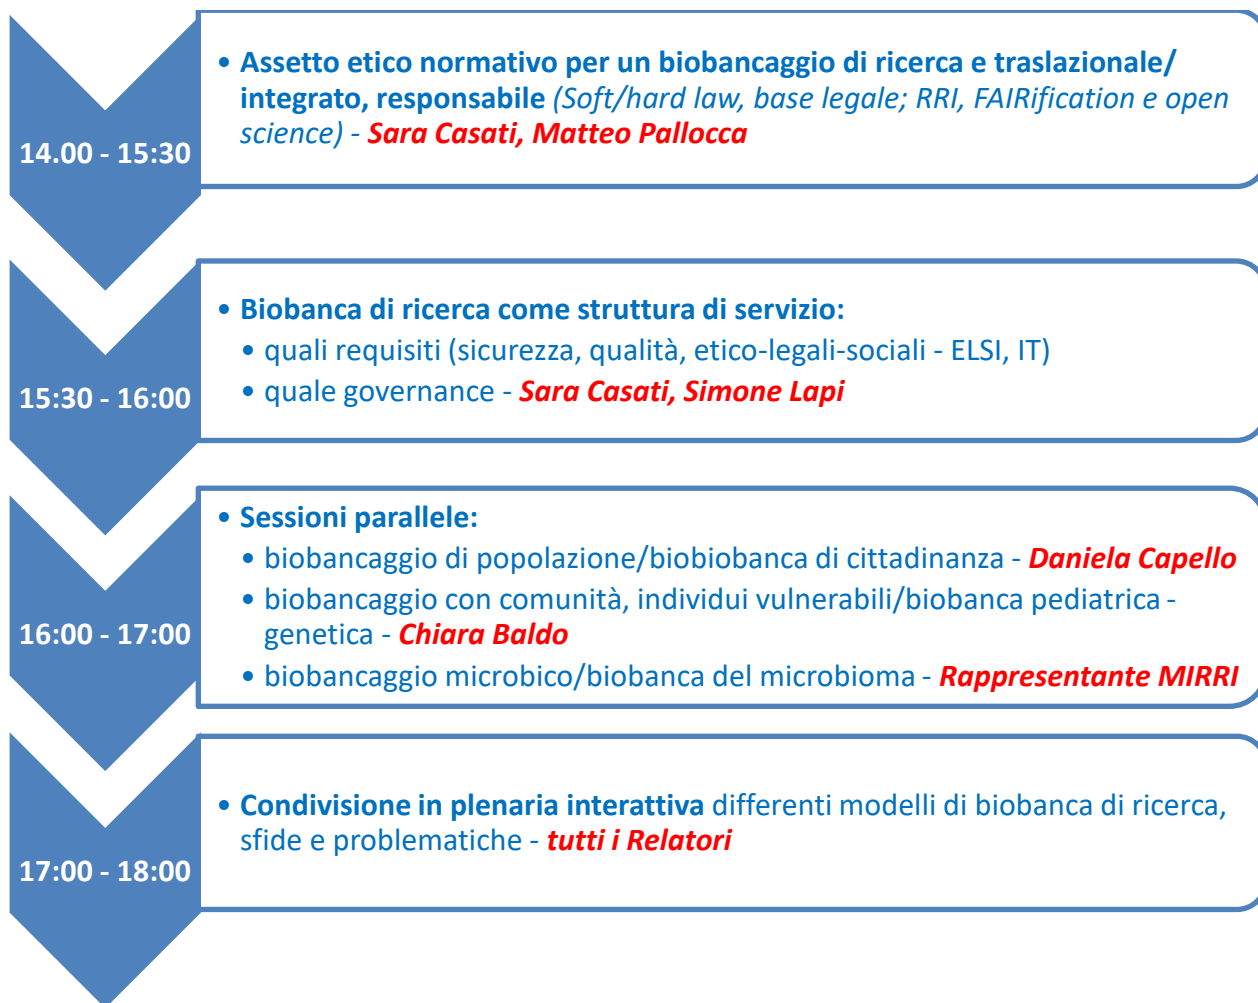 14.00 - 15:30
• Assetto etico normativo per un biobancaggio di ricerca e traslazionale/
integrato, responsabile (Soft/hard law, base legale; RRI, FAIRification e open
science) - Sara Casati, Matteo Pallocca
15:30 - 16:00
• Biobanca di ricerca come struttura di servizio:
• quali requisiti (sicurezza, qualità, etico-legali-sociali - ELSI, IT)
• quale governance - Sara Casati, Simone Lapi
16:00 - 17:00
• Sessioni parallele:
• biobancaggio di popolazione/biobiobanca di cittadinanza - Daniela Capello
• biobancaggio con comunità, individui vulnerabili/biobanca pediatrica -
genetica - Chiara Baldo
• biobancaggio microbico/biobanca del microbioma - Rappresentante MIRRI
17:00 - 18:00
• Condivisione in plenaria interattiva differenti modelli di biobanca di ricerca,
sfide e problematiche - tutti i Relatori